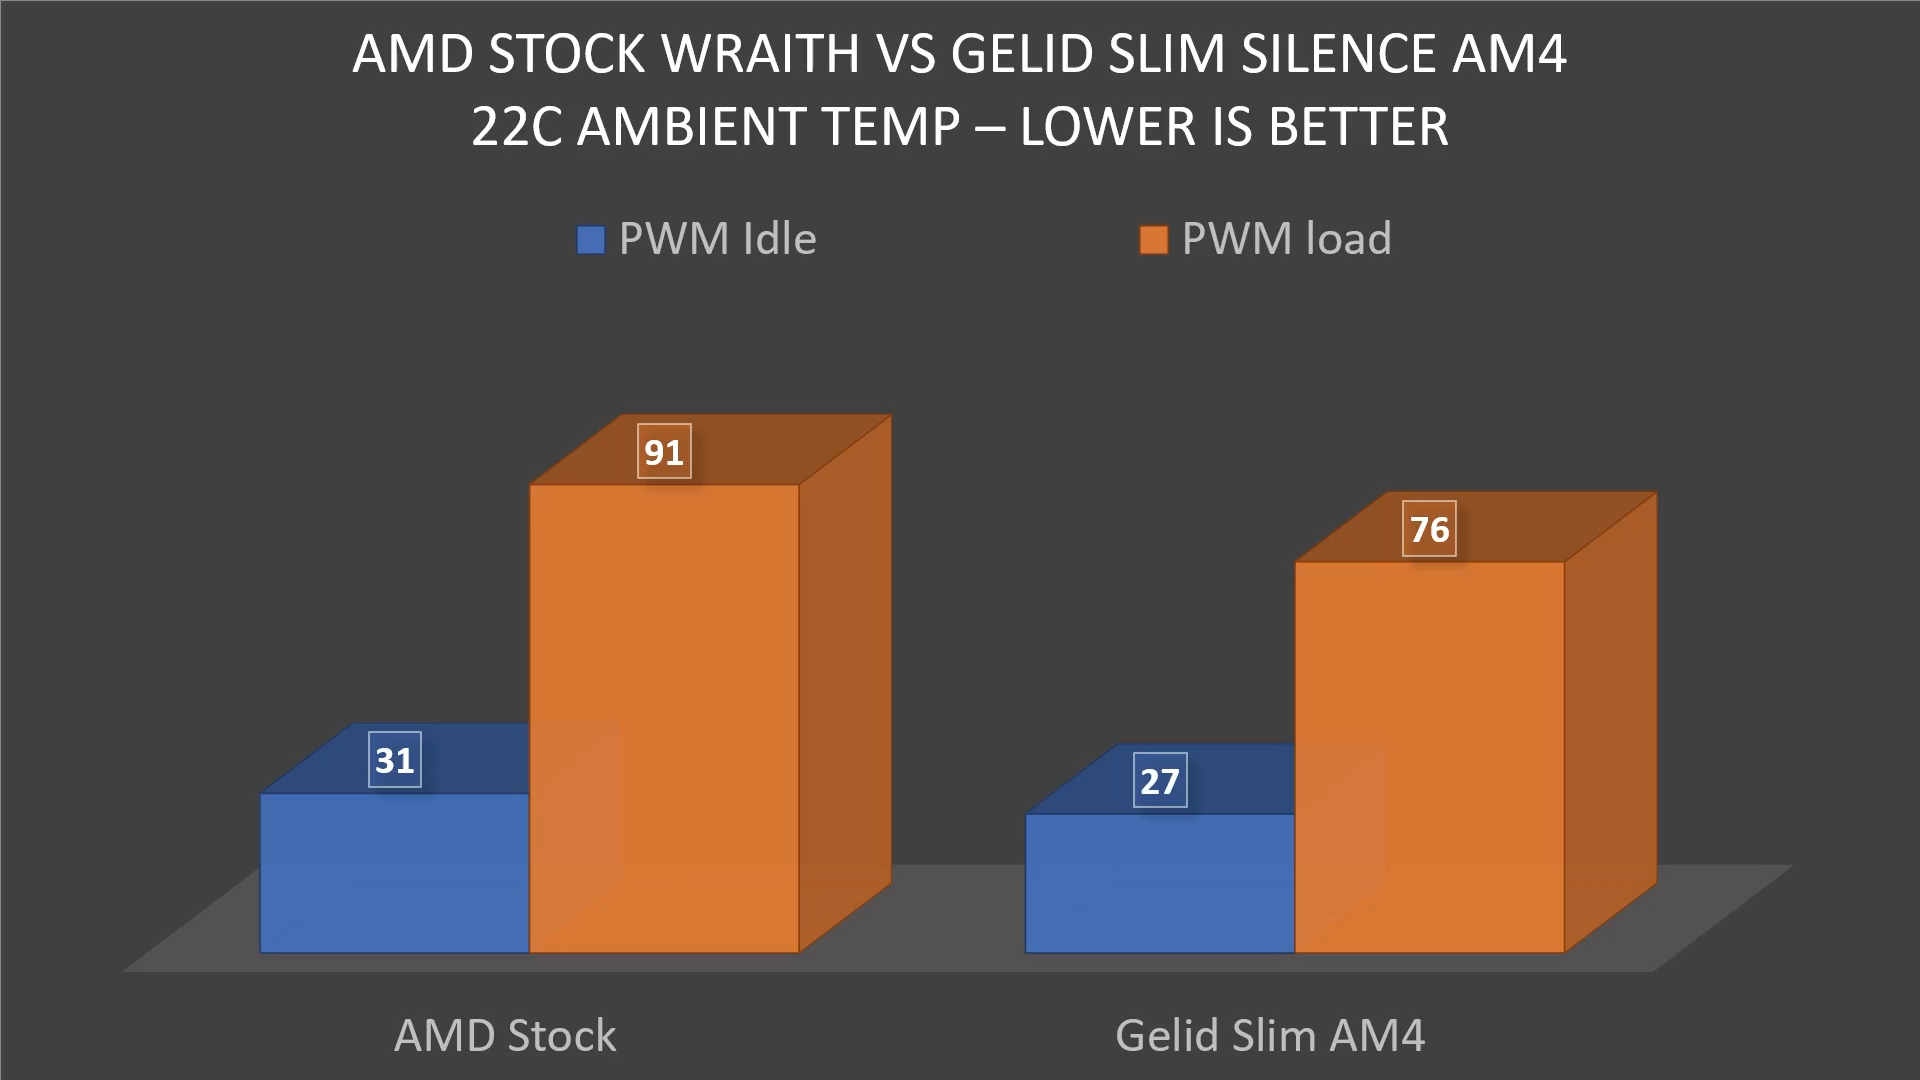 AMD STOCK WRAITH VS GELID SLIM SILENCE AM4
22C AMBIENT TEMP – LOWER IS BETTER
PWM Idle
PWM load
91
76
31
27
AMD Stock
Gelid Slim AM4